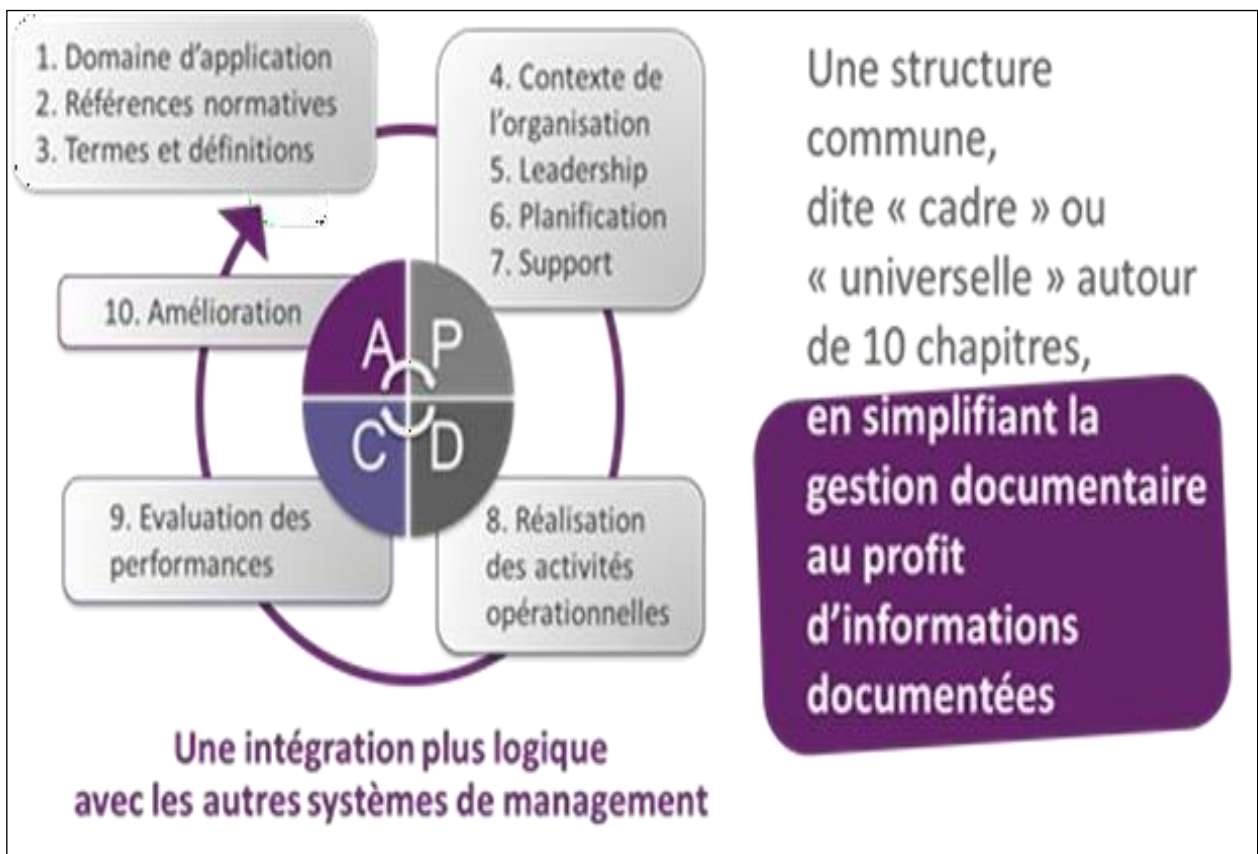 1. Domaine d'application
2. Références normatives
3. Termes et définitions
4. Contexte de
l'organisation
5. Leadership
6. Planification
7. Support
10. Amélioration
A P
C D
9. Evaluation des
performances
8. Réalisation
des activités
opérationnelles
Une intégration plus logique
avec les autres systèmes de management
Une structure
commune,
dite « cadre » ou
« universelle » autour
de 10 chapitres,
en simplifiant la
gestion documentaire
au profit
d'informations
documentées